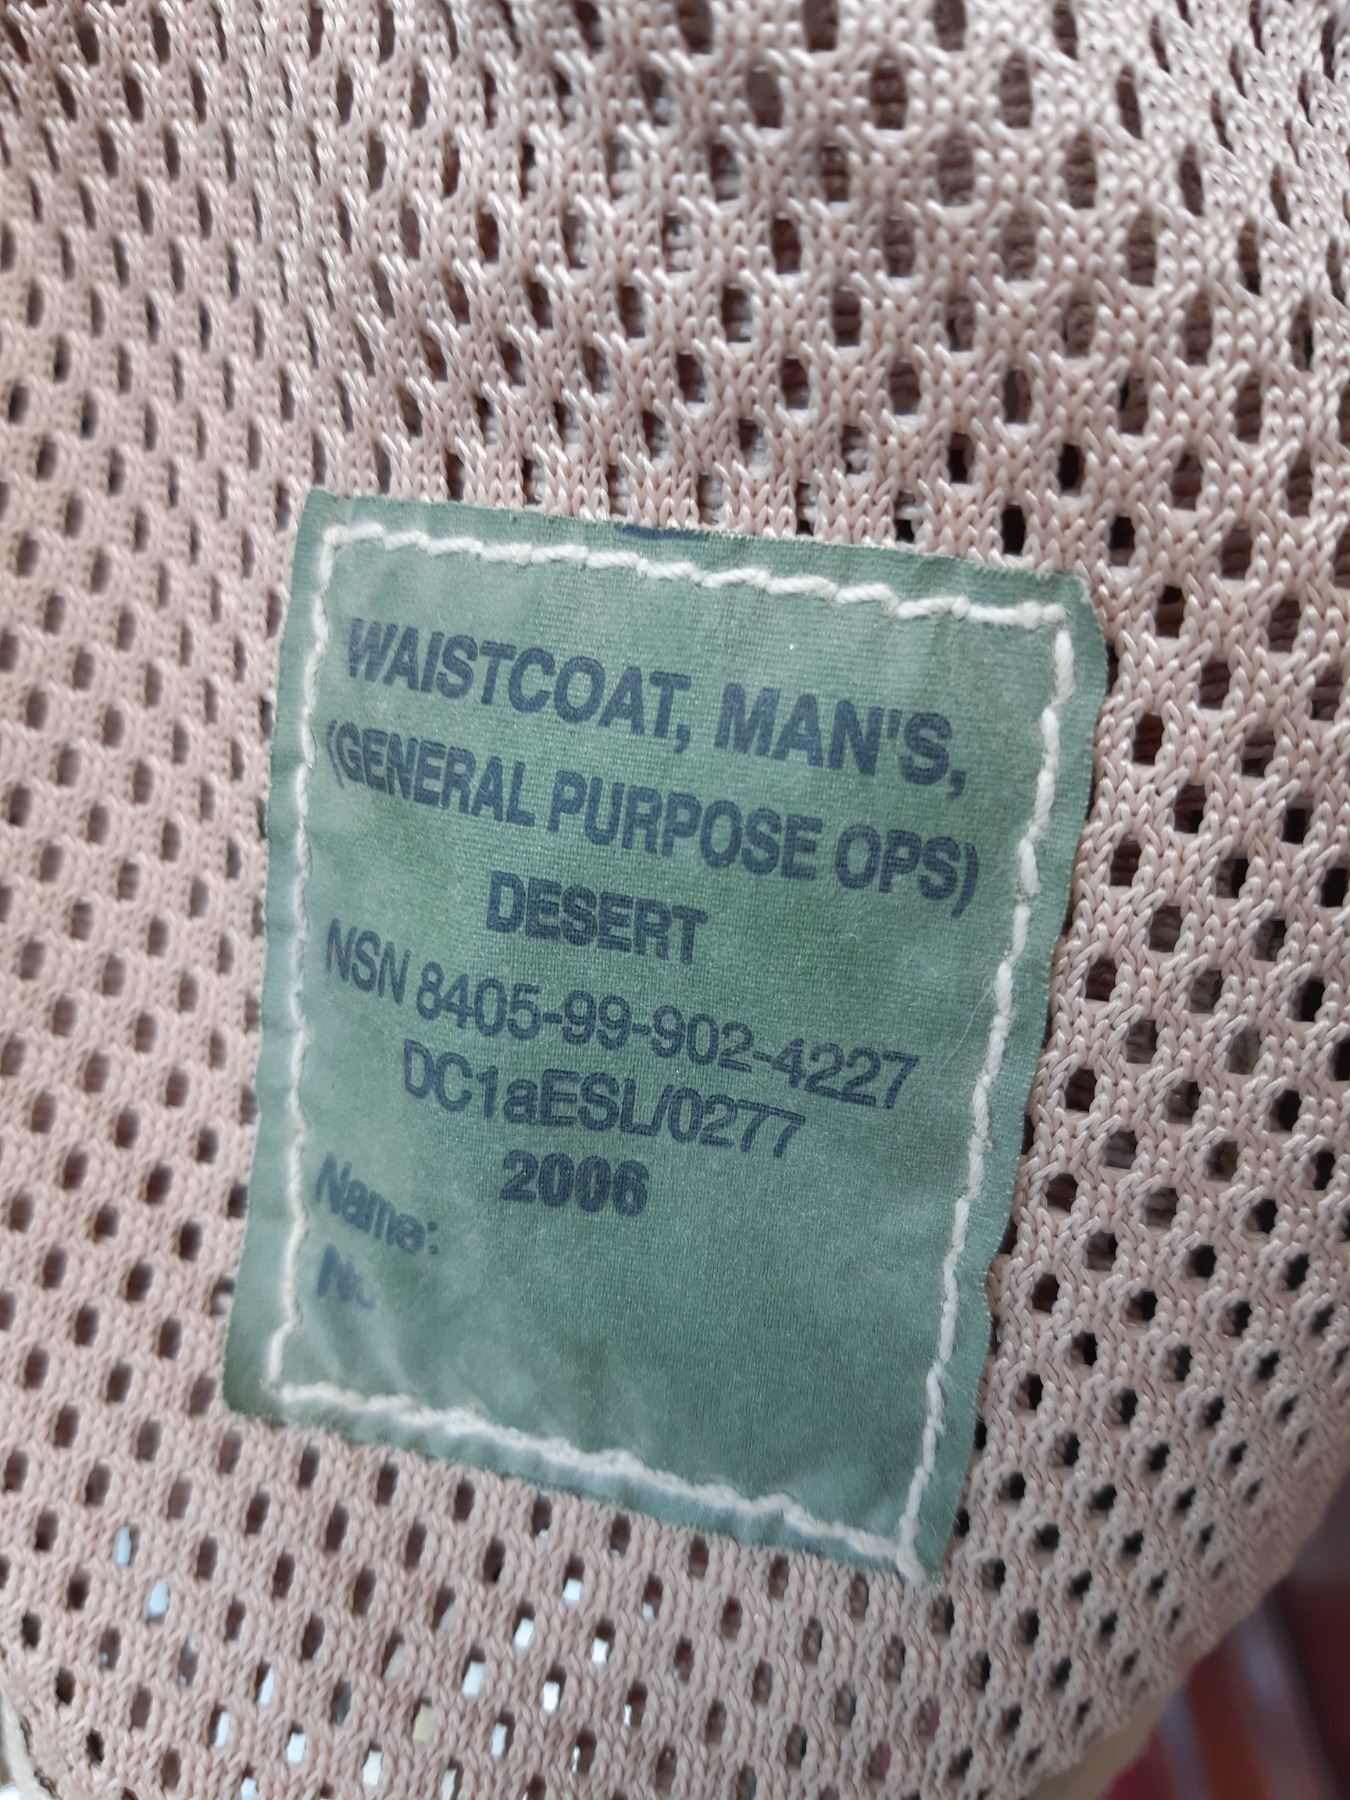 WAISTCOAT, MAN'S,
(GENERAL PURPOSE OPS)
DESERT
NSN 8405-99-902-4227
DC1aESL/0277
2006
Name: